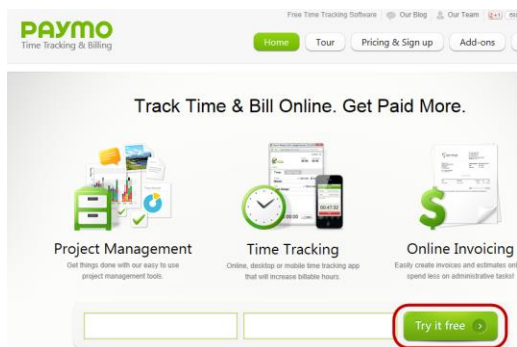 Free Time Tracking Software Our Blog Our Team
PAYMO
Time Tracking & Billing
Home Tour Pricing & Sign up Add-ons
Track Time & Bill Online. Get Paid More.
Project Management
Get things done with our easy to use
project management tools.
Time Tracking
Online, desktop or mobile time tracking app
that will increase billable hours.
Online Invoicing
Easily create invoices and estimates
spend less on administrative tasks!
Try it free